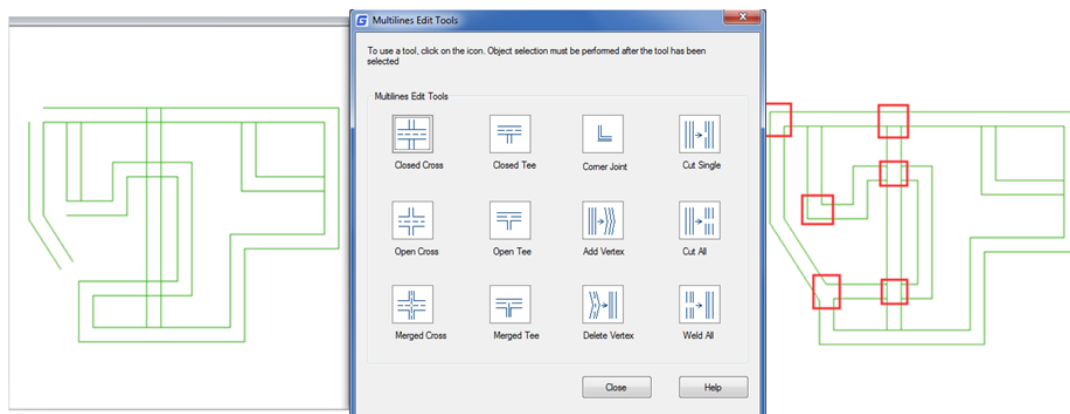 G Multilines Edit Tools X
To use a tool, click on the icon. Object selection must be performed after the tool has been
selected
Multilines Edit Tools
Closed Cross Closed Tee Corner Joint Cut Single
Open Cross Open Tee Add Vertex Cut All
Merged Cross Merged Tee Delete Vertex Weld All
Close Help